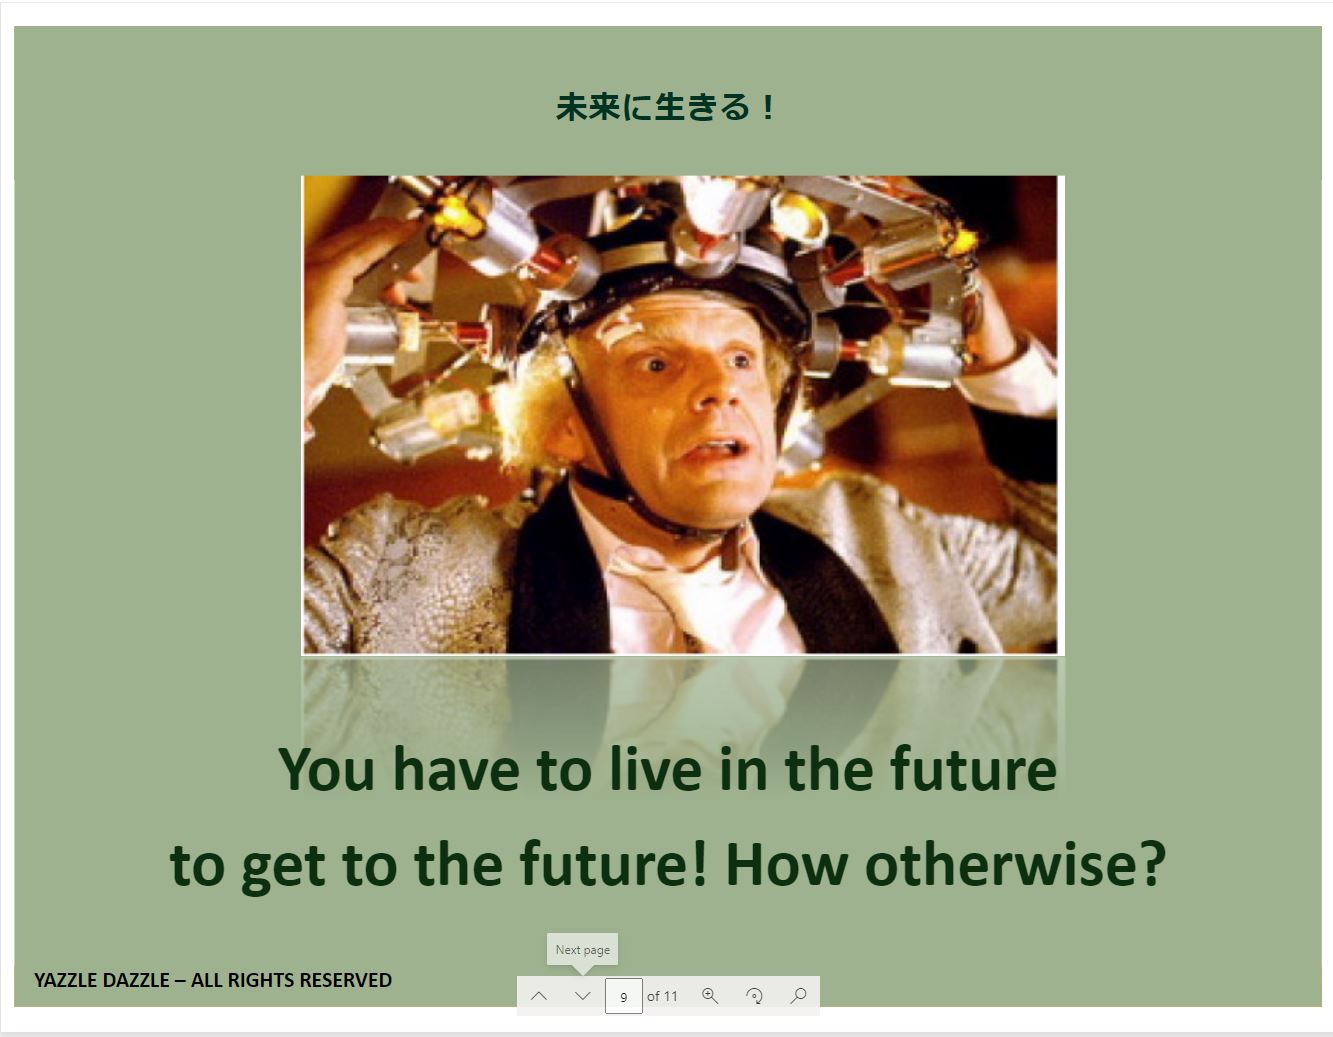 未来に生きる！
You have to live in the future
to get to the future! How otherwise?
Next page
YAZZLE DAZZLE – ALL RIGHTS RESERVED
9 of 11